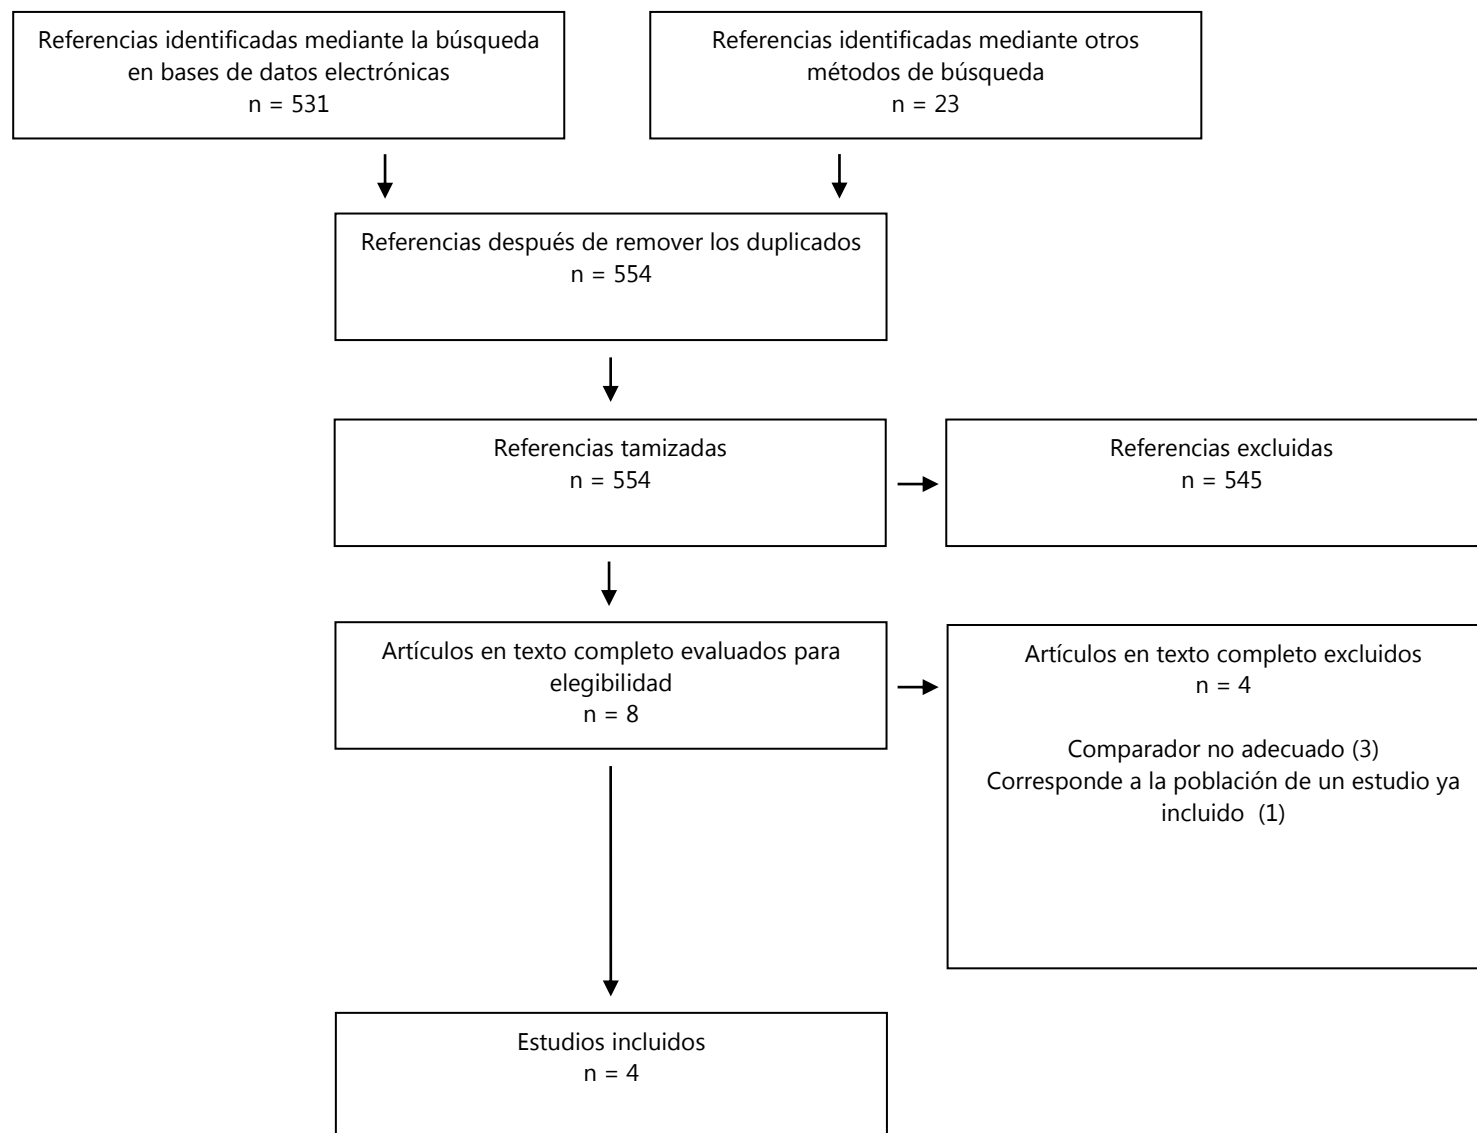 Referencias identificadas mediante la búsqueda
en bases de datos electrónicas
n = 531
Referencias identificadas mediante otros
métodos de búsqueda
n = 23
Referencias después de remover los duplicados
n = 554
Referencias tamizadas
n = 554
Referencias excluidas
n = 545
Artículos en texto completo evaluados para
elegibilidad
n = 8
Artículos en texto completo excluidos
n = 4
Comparador no adecuado (3)
Corresponde a la población de un estudio ya
incluido  (1)
Estudios incluidos
n = 4